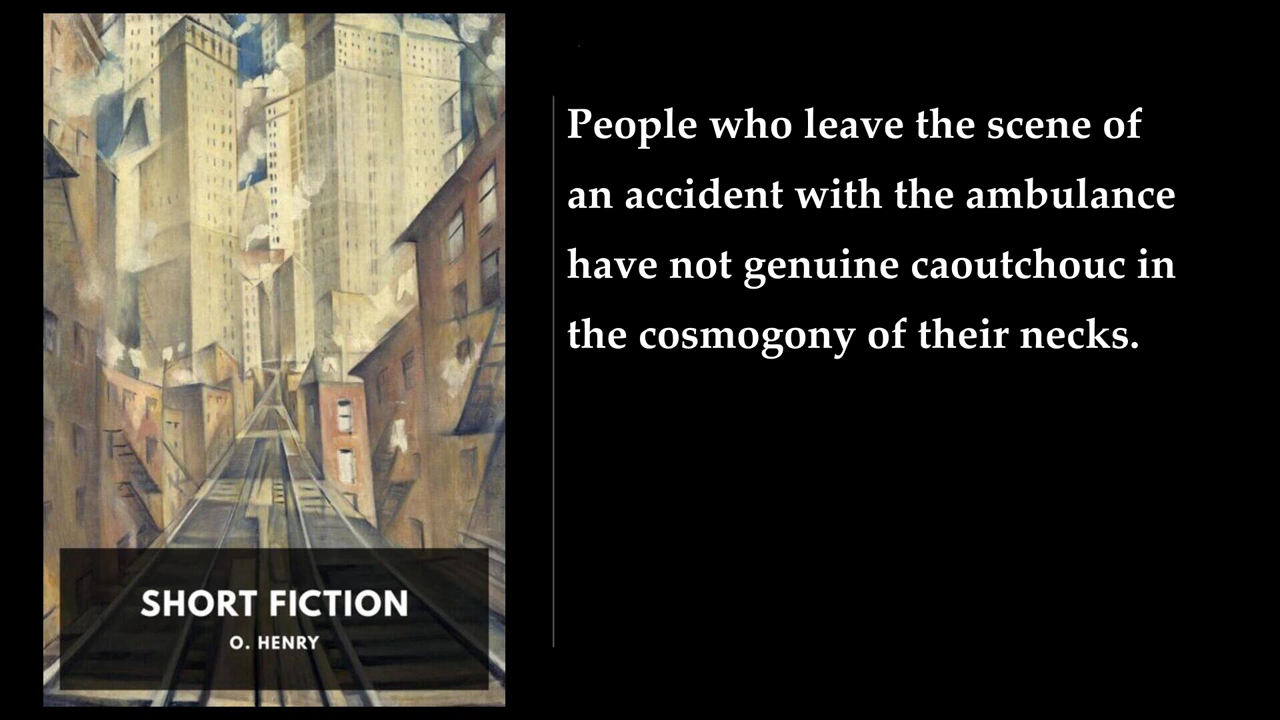 People who leave the scene of
an accident with the ambulance
have not genuine caoutchouc in
the cosmogony of their necks.
SHORT FICTION
O. HENRY